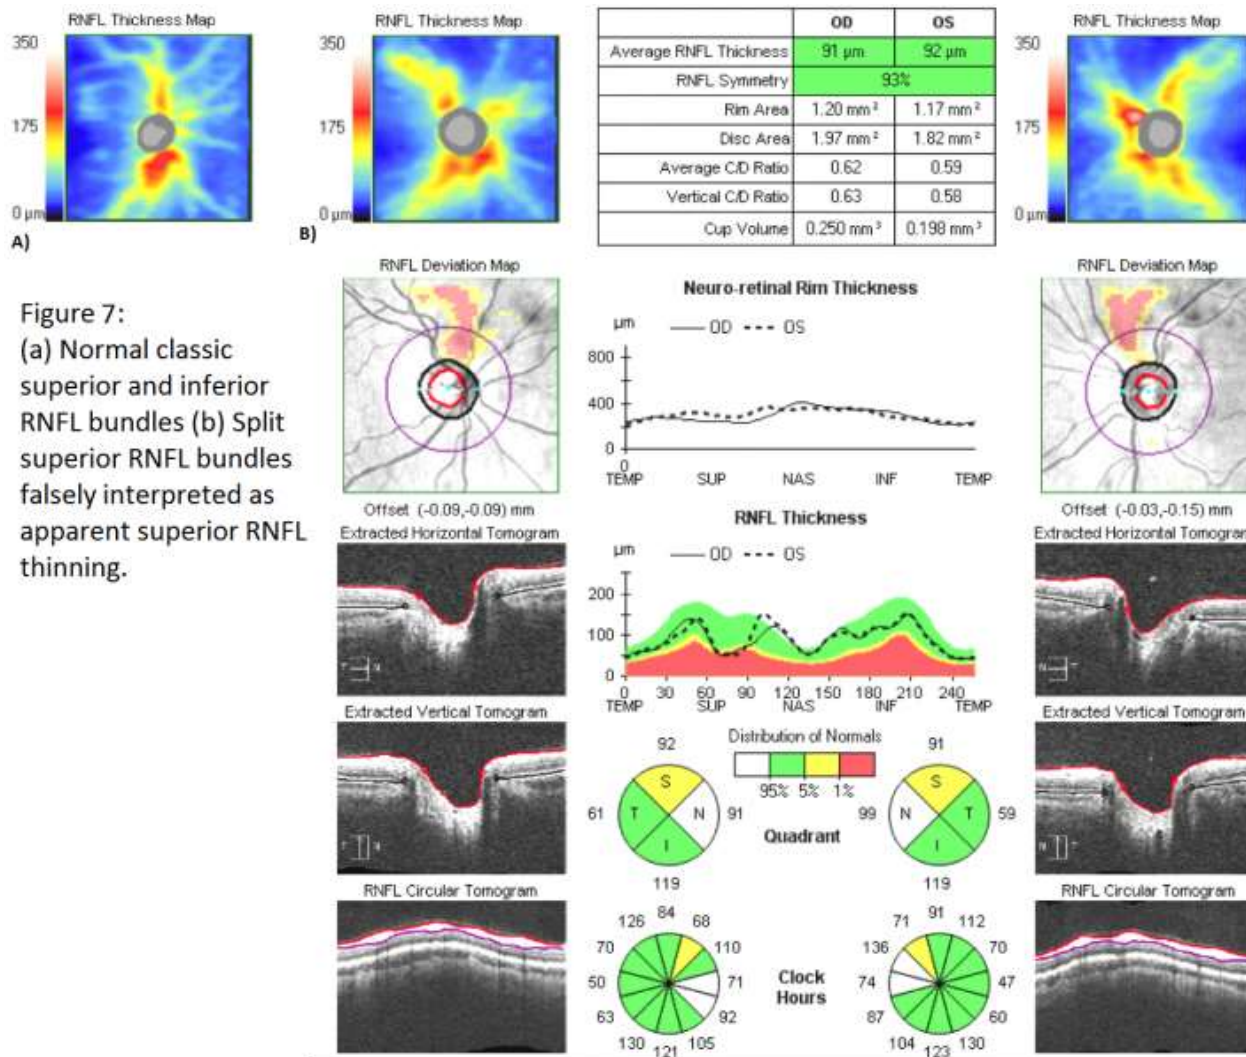 RNFL Thickness Map
350
175
0 µm
A)
RNFL Thickness Map
350
175
0 µm
B)
OD OS
Average RNFL Thickness 91 µm 92 µm
RNFL Symmetry 93%
Rim Area 1.20 mm² 1.17 mm²
Disc Area 1.97 mm² 1.82 mm²
Average C/D Ratio 0.62 0.59
Vertical C/D Ratio 0.63 0.58
Cup Volume 0.250 mm³ 0.198 mm³
RNFL Thickness Map
350
175
0 µm
Figure 7:
(a) Normal classic
superior and inferior
RNFL bundles (b) Split
superior RNFL bundles
falsely interpreted as
apparent superior RNFL
thinning.
RNFL Deviation Map
Offset (-0.09,-0.09) mm
Extracted Horizontal Tomogram
T N
Extracted Vertical Tomogram
T N
RNFL Circular Tomogram
Neuro-retinal Rim Thickness
µm OD OS
800
400
0
0
TEMP SUP NAS INF TEMP
RNFL Thickness
µm OD OS
200
100
0
0 30 60 90 120 150 180 210 240
TEMP SUP NAS INF TEMP
Distribution of Normals
95% 5% 1%
92
S
61 T N 91
I
119
Quadrant
91
S
99 N T 59
I
119
84
126 68
70 110
50 71
63 92
130 105
121
Clock
Hours
91
71 112
136 70
74 47
87 60
104 130
123
RNFL Deviation Map
Offset (-0.03,-0.15) mm
Extracted Horizontal Tomogram
N T
Extracted Vertical Tomogram
N T
RNFL Circular Tomogram